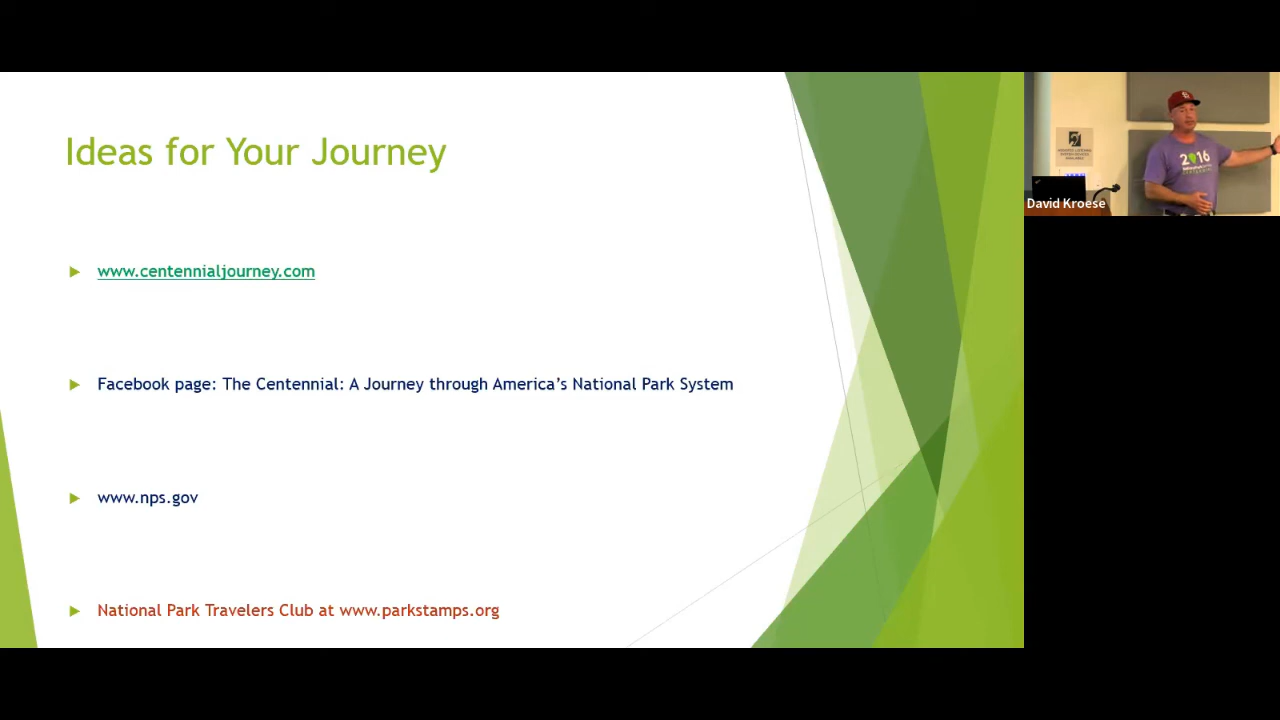 Ideas for Your Journey
www.centennialjourney.com
Facebook page: The Centennial: A Journey through America's National Park System
www.nps.gov
National Park Travelers Club at www.parkstamps.org
2016
David Kroese